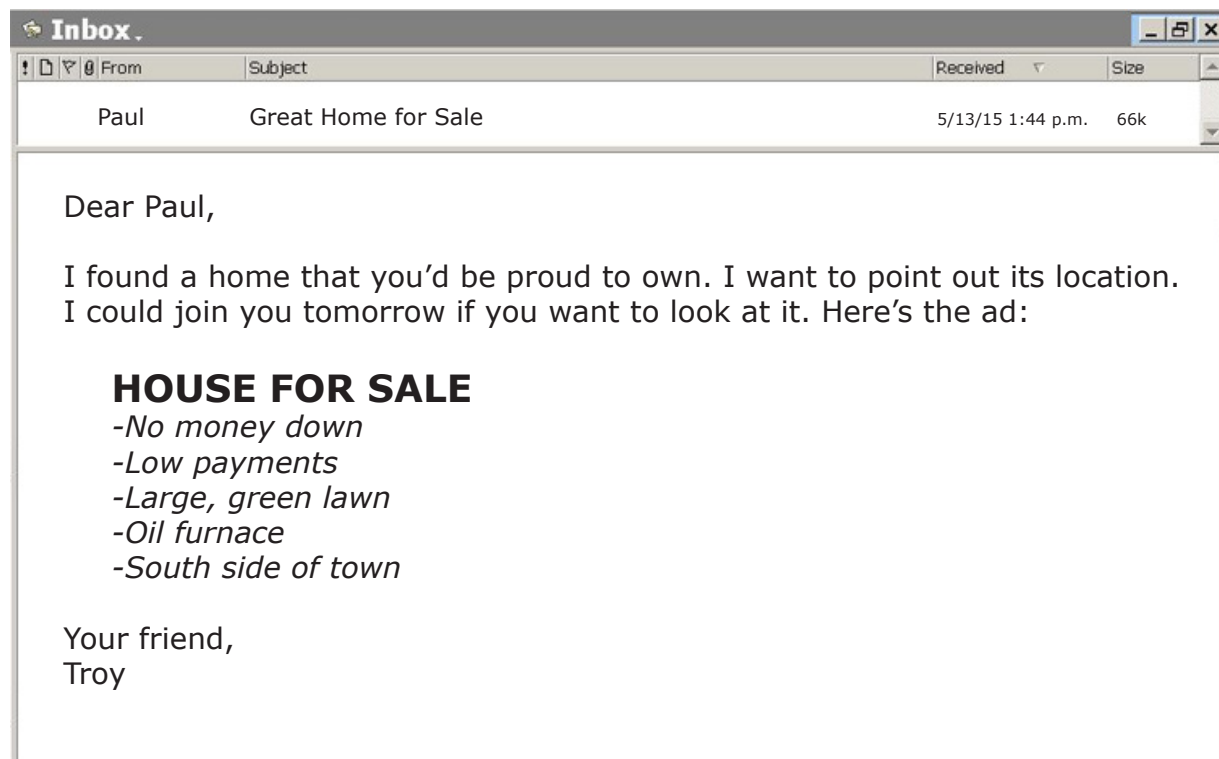 Inbox.
! From Subject Received Size
Paul Great Home for Sale 5/13/15 1:44 p.m. 66k
Dear Paul,
I found a home that you’d be proud to own. I want to point out its location.
I could join you tomorrow if you want to look at it. Here’s the ad:
HOUSE FOR SALE
-No money down
-Low payments
-Large, green lawn
-Oil furnace
-South side of town
Your friend,
Troy